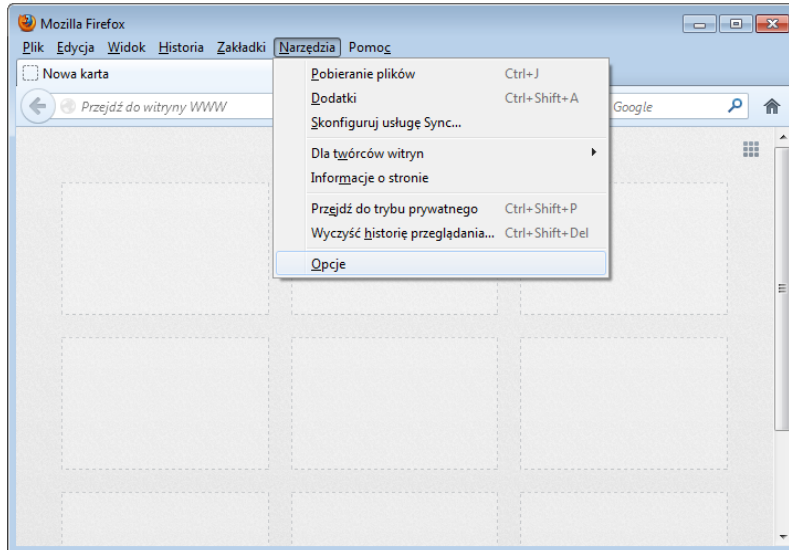 Mozilla Firefox
Plik Edycja Widok Historia Zakładki Narzędzia Pomoc
Nowa karta
Przejdź do witryny WWW
Google
Pobieranie plików Ctrl+J
Dodatki Ctrl+Shift+A
Skonfiguruj usługę Sync...
Dla twórców witryn
Informacje o stronie
Przejdź do trybu prywatnego Ctrl+Shift+P
Wyczyść historię przeglądania... Ctrl+Shift+Del
Opcje